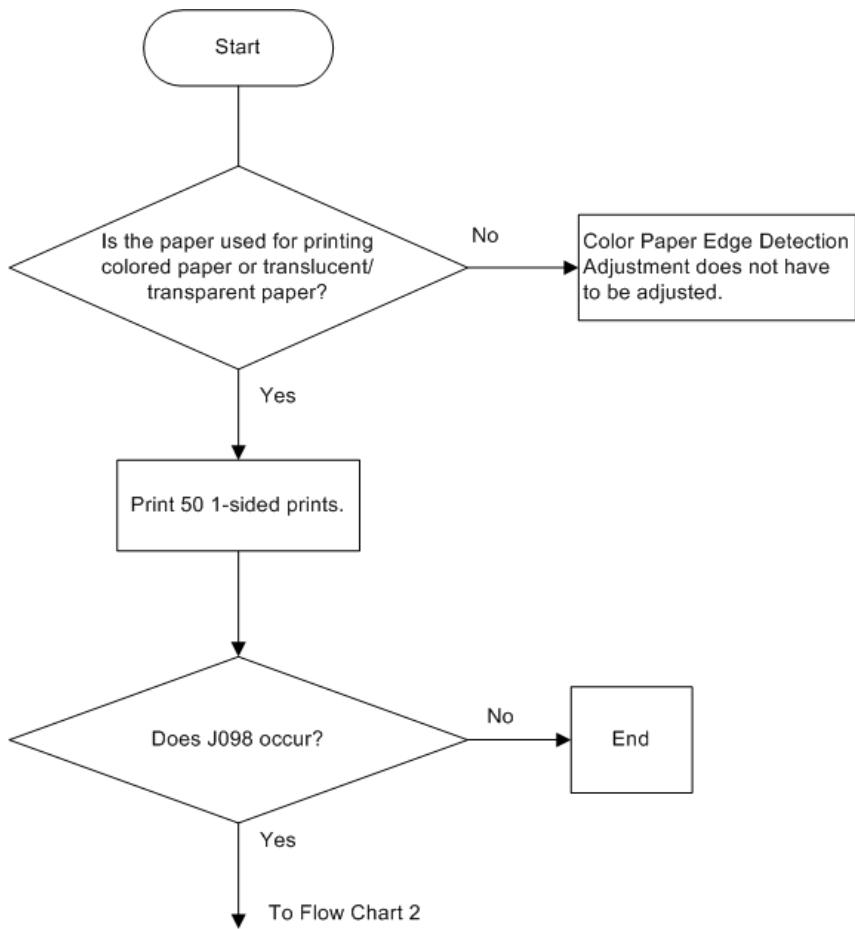 Start
Is the paper used for printing
colored paper or translucent/
transparent paper?
No
Color Paper Edge Detection
Adjustment does not have
to be adjusted.
Yes
Print 50 1-sided prints.
Does J098 occur?
No
End
Yes
To Flow Chart 2